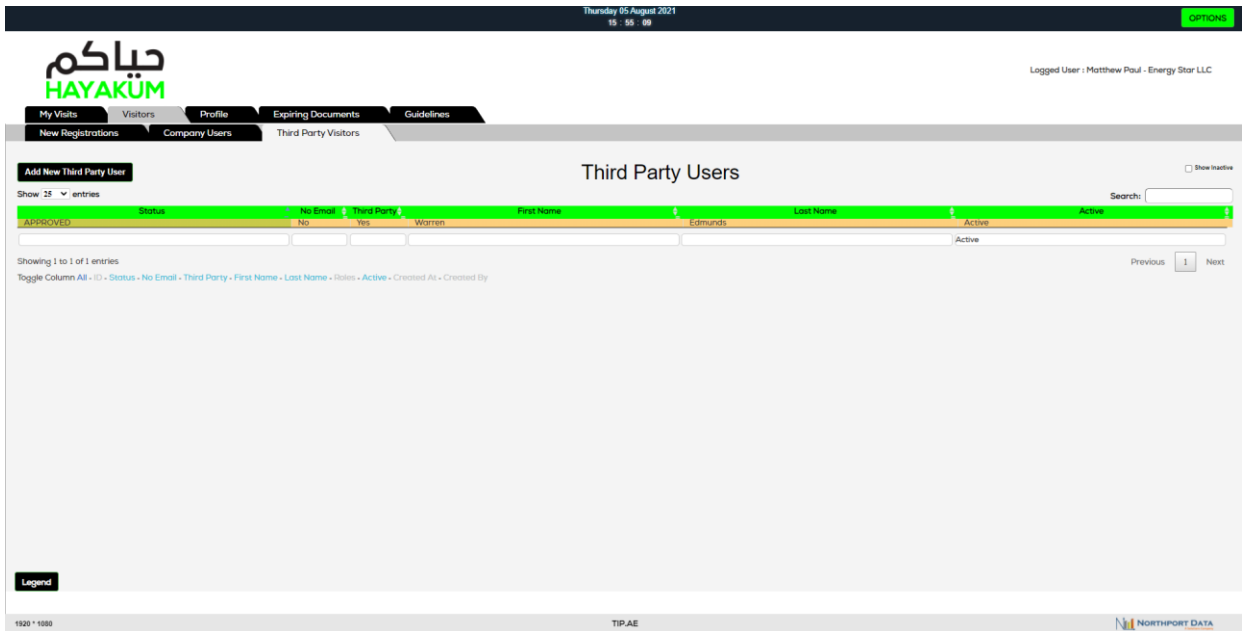 Thursday 05 August 2021
15 : 55 : 09
OPTIONS
حياكم
HAYAKUM
Logged User : Matthew Paul - Energy Star LLC
My Visits Visitors Profile Expiring Documents Guidelines
New Registrations Company Users Third Party Visitors
Add New Third Party User
Third Party Users
Show Inactive
Show 25 entries
Search:
Status No Email Third Party First Name Last Name Active
APPROVED No Yes Warren Edmunds Active
Active
Showing 1 to 1 of 1 entries
Previous 1 Next
Toggle Column All - ID - Status - No Email - Third Party - First Name - Last Name - Roles - Active - Created At - Created By
Legend
1920 * 1080
TIP.AE
NORTHPORT DATA